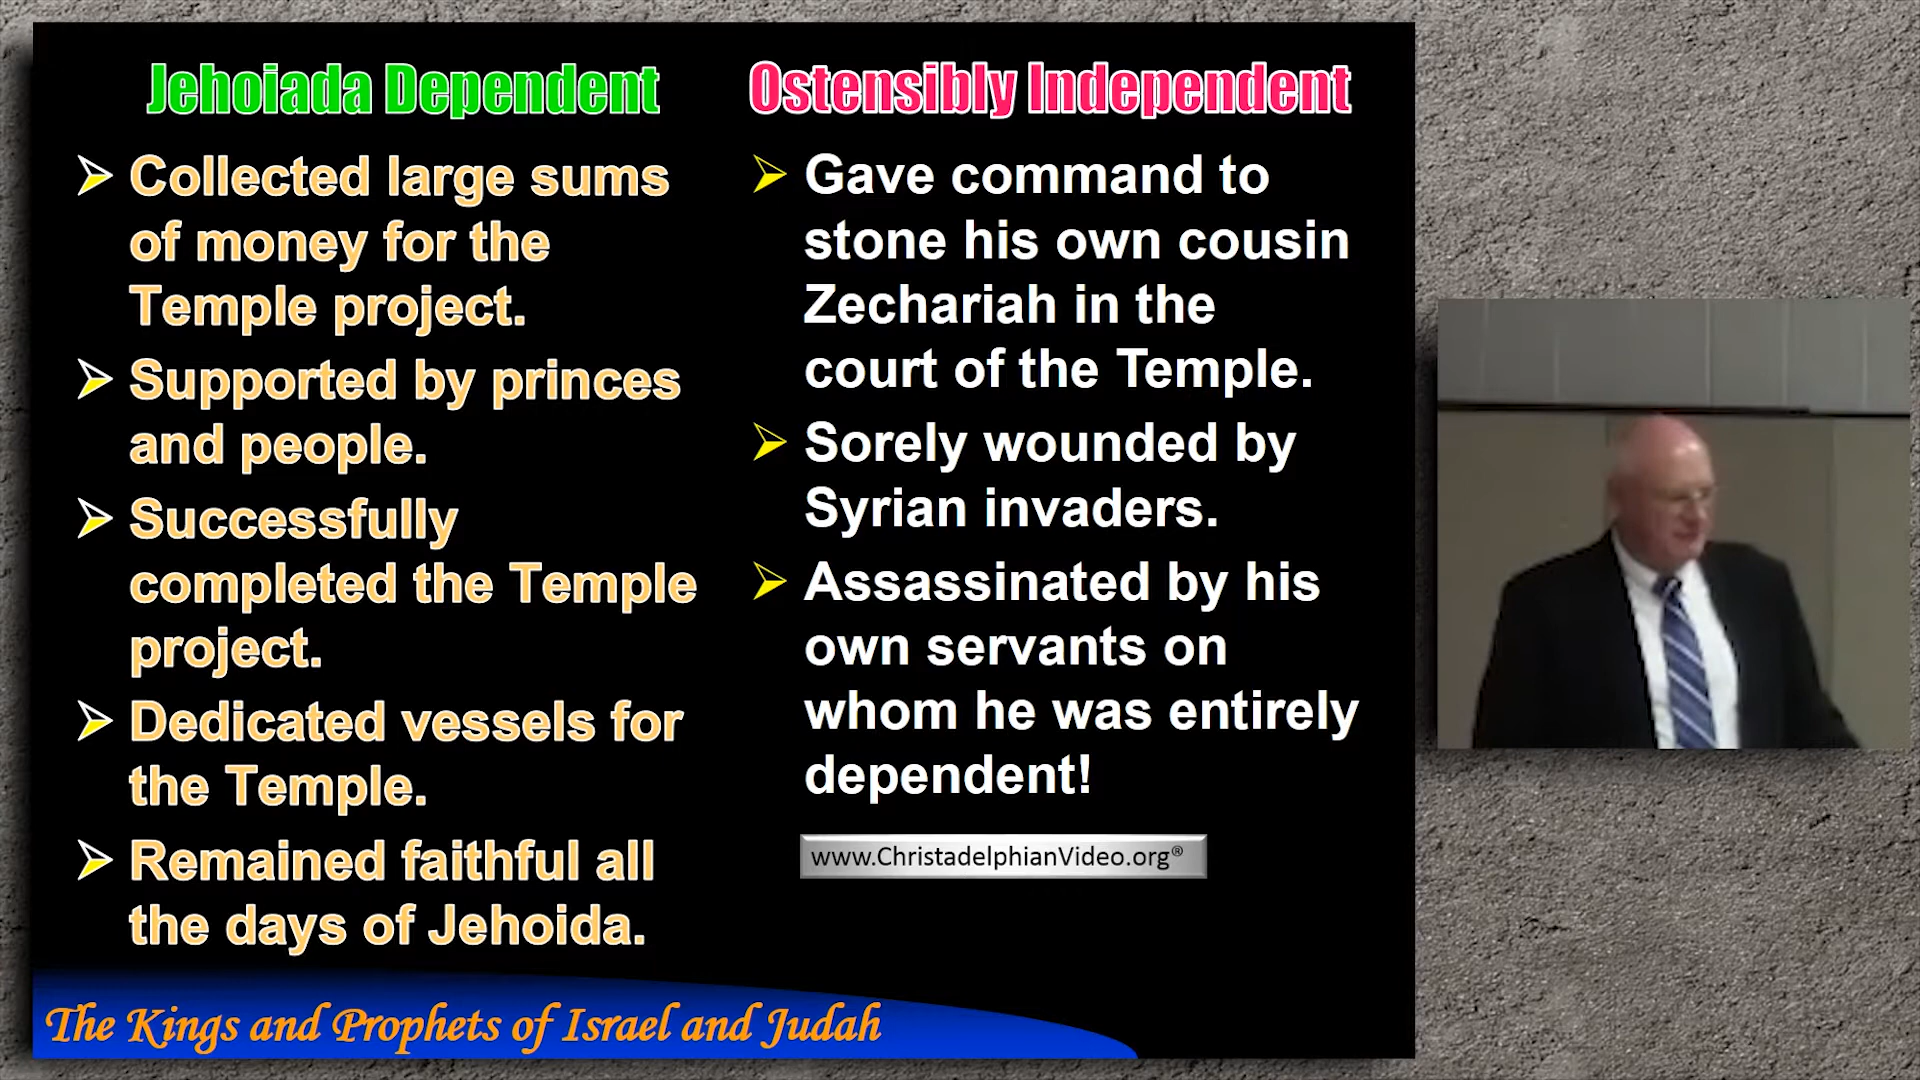 Jehoiada Dependent
Collected large sums
of money for the
Temple project.
Supported by princes
and people.
Successfully
completed the Temple
project.
Dedicated vessels for
the Temple.
Remained faithful all
the days of Jehoida.
Ostensibly Independent
Gave command to
stone his own cousin
Zechariah in the
court of the Temple.
Sorely wounded by
Syrian invaders.
Assassinated by his
own servants on
whom he was entirely
dependent!
www.ChristadelphianVideo.org®
The Kings and Prophets of Israel and Judah